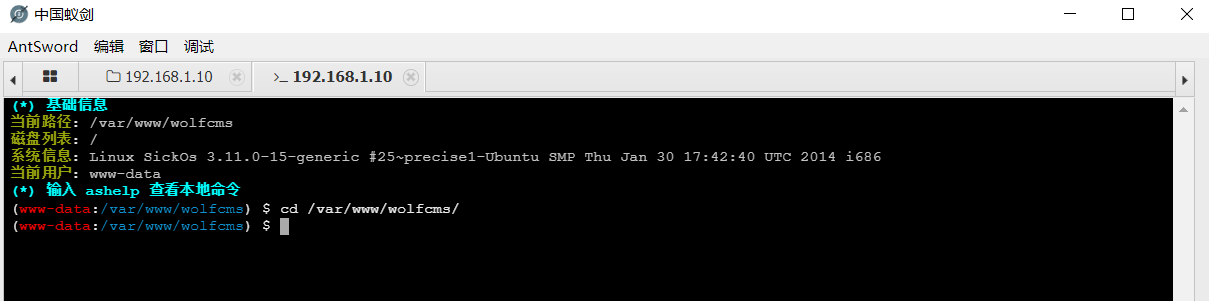 中国蚁剑
AntSword 编辑 窗口 调试
192.168.1.10 >_ 192.168.1.10
(*) 基础信息
当前路径: /var/www/wolfcms
磁盘列表: /
系统信息: Linux SickOs 3.11.0-15-generic #25~precise1-Ubuntu SMP Thu Jan 30 17:42:40 UTC 2014 i686
当前用户: www-data
(*) 输入 ashelp 查看本地命令
(www-data:/var/www/wolfcms) $ cd /var/www/wolfcms/
(www-data:/var/www/wolfcms) $